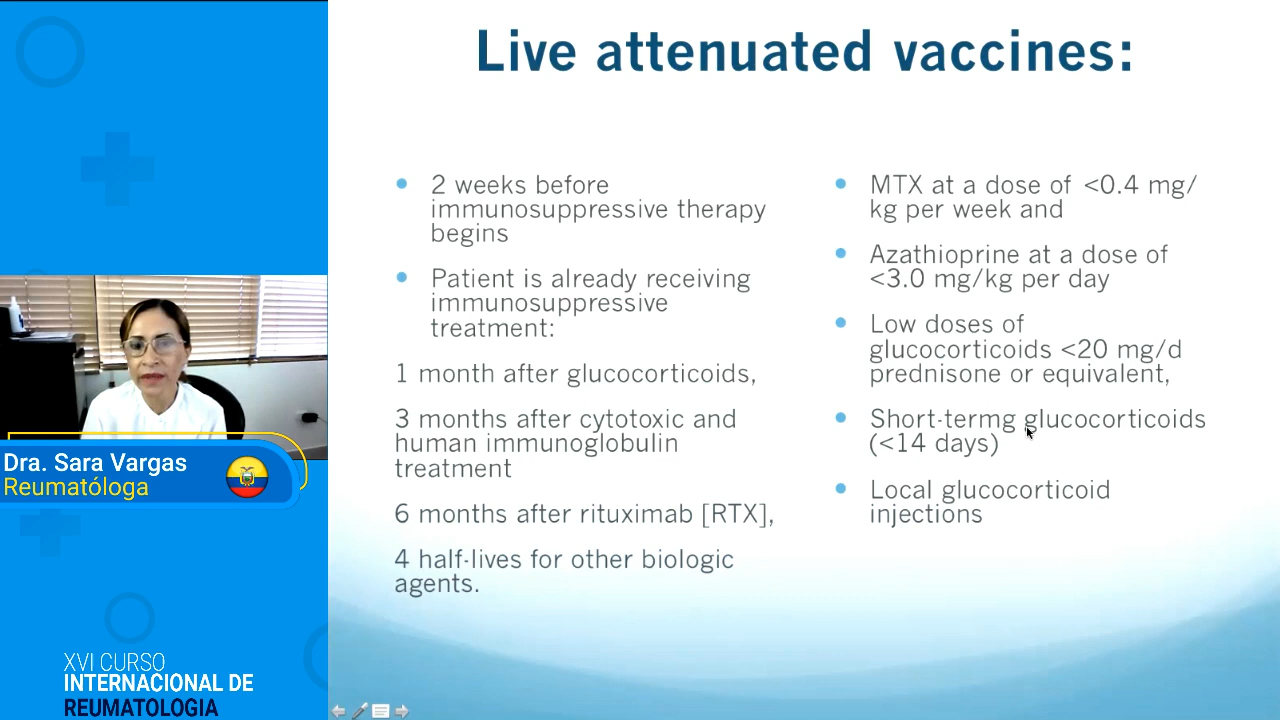 Live attenuated vaccines:
2 weeks before
immunosuppressive therapy
begins
Patient is already receiving
immunosuppressive
treatment:
1 month after glucocorticoids,
3 months after cytotoxic and
human immunoglobulin
treatment
6 months after rituximab [RTX],
4 half-lives for other biologic
agents.
MTX at a dose of <0.4 mg/
kg per week and
Azathioprine at a dose of
<3.0 mg/kg per day
Low doses of
glucocorticoids <20 mg/d
prednisone or equivalent,
Short-termg glucocorticoids
(<14 days)
Local glucocorticoid
injections
Dra. Sara Vargas
Reumatóloga
XVI CURSO
INTERNACIONAL DE
REUMATOLOGIA